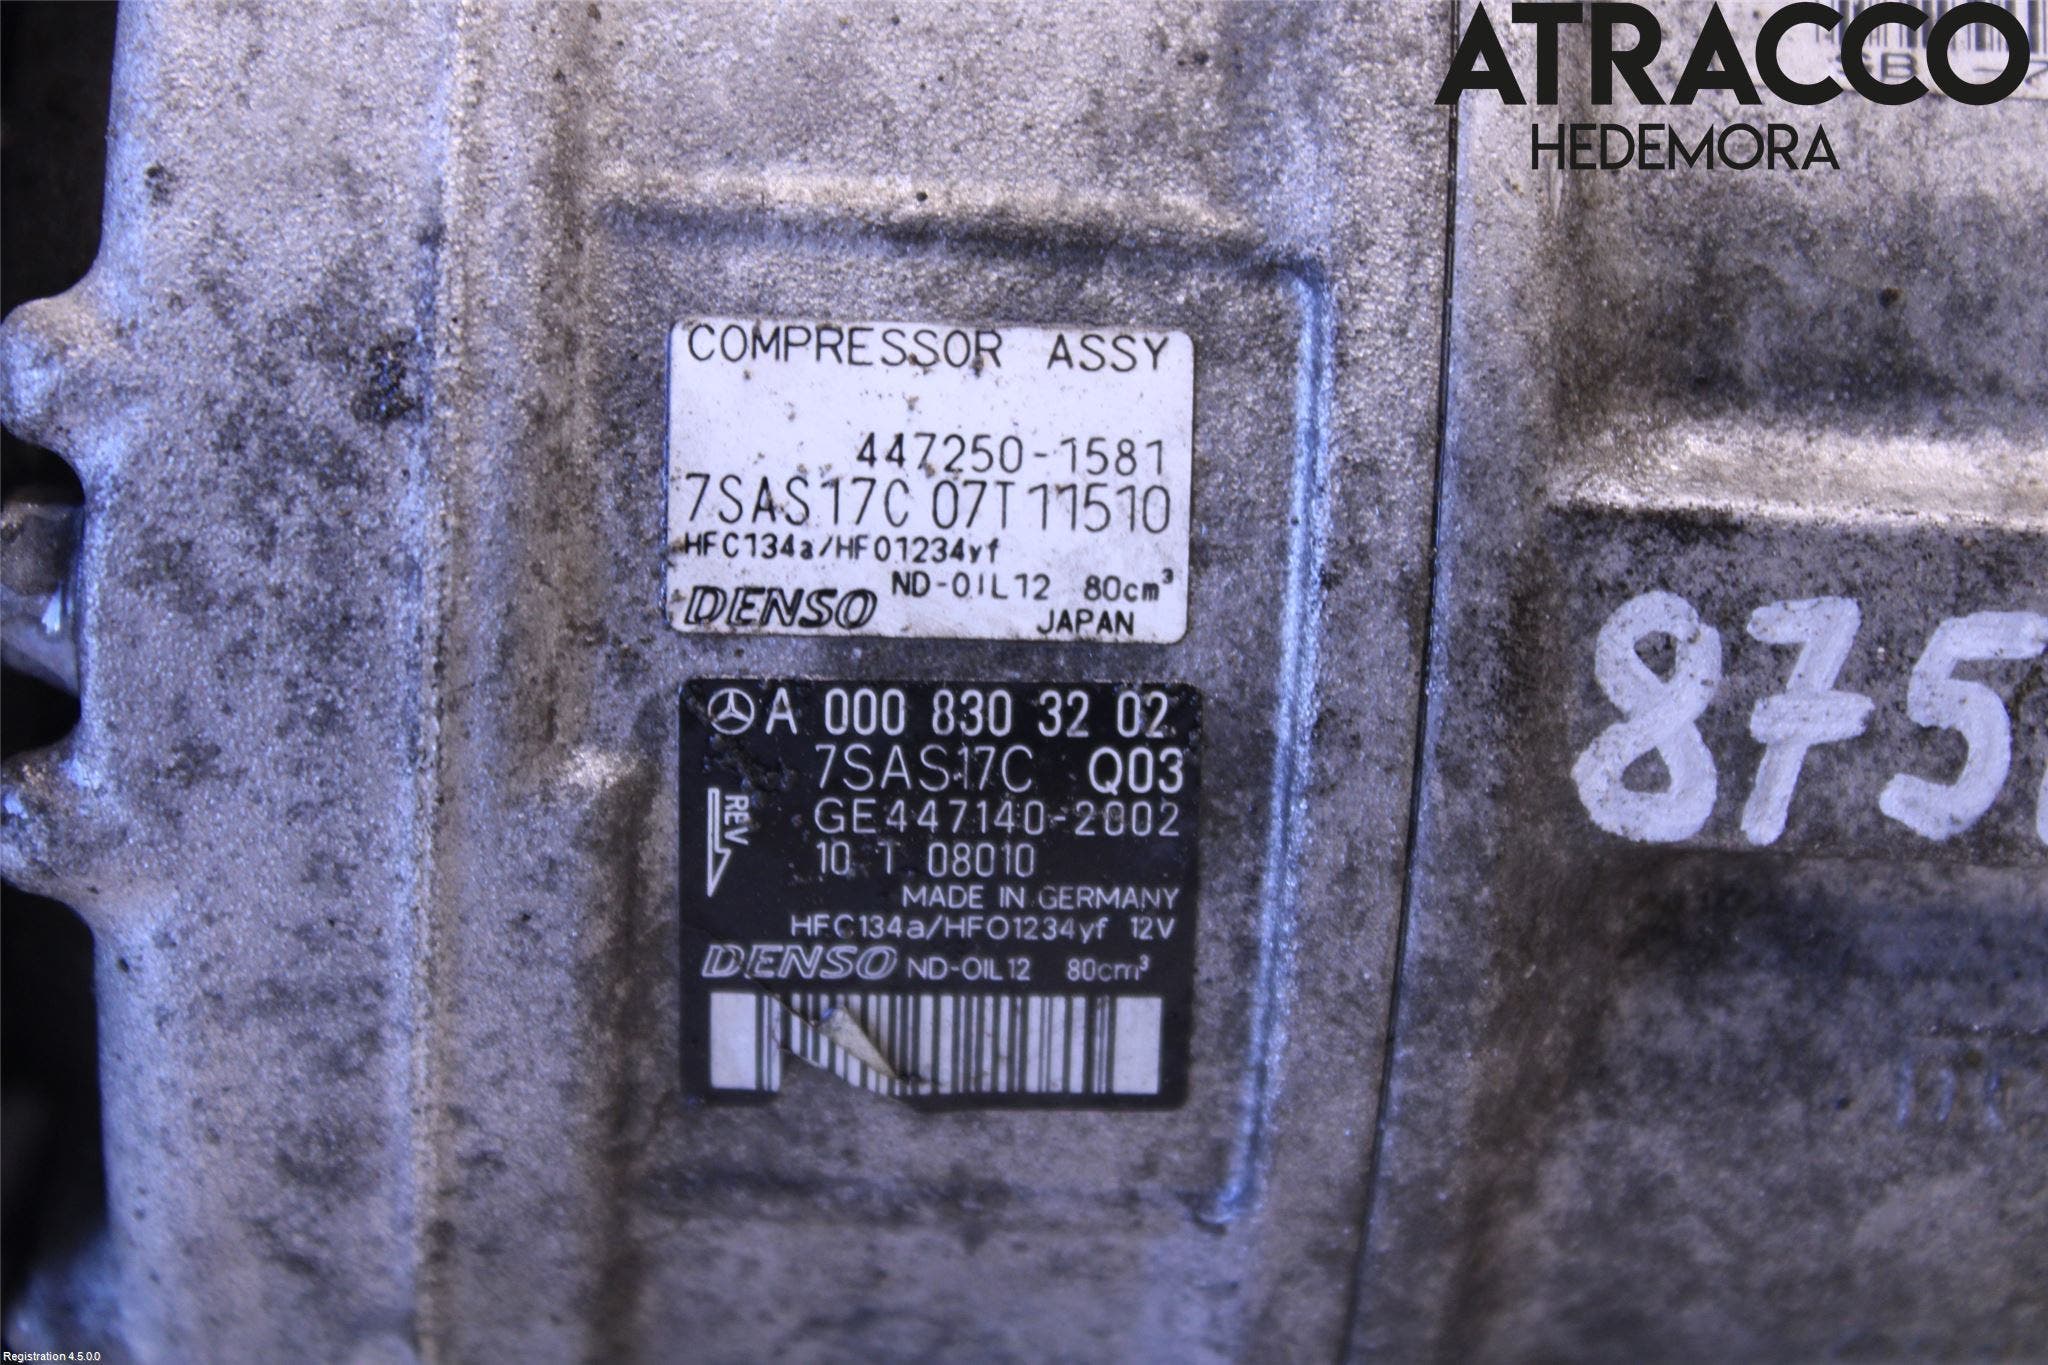 ATRACCO
HEDEMORA
COMPRESSOR ASSY
447250-1581
7SAS17C 07T11510
HFC134a/HFO1234yf
ND-OIL12 80cm³
DENSO JAPAN
A 000 830 32 02
7SAS17C Q03
REV
GE447140-2002
10 T 08010
MADE IN GERMANY
HFC134a/HFO1234yf 12V
DENSO ND-OIL12 80cm³
875
Registration 4.5.0.0